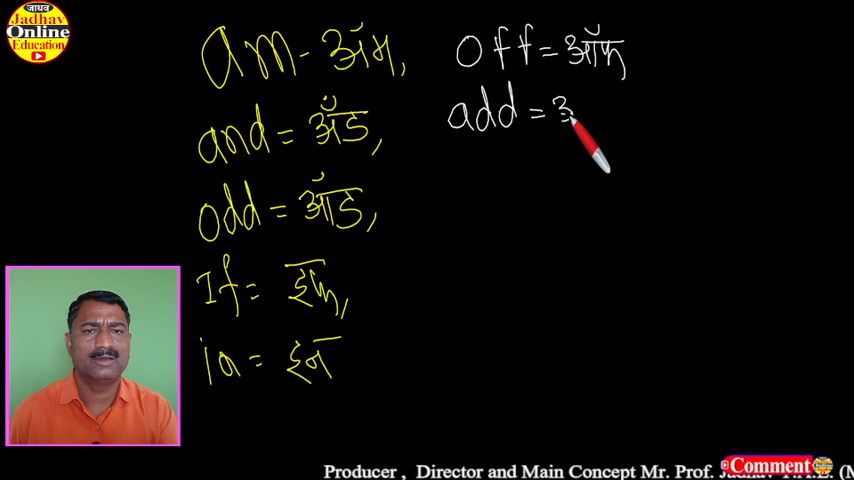 जाधव
Jadhav
Online
Education
am - ॲम,
and = ॲंड,
odd = ऑड,
If = इफ,
in = इन
off = ऑफ
add =
Producer , Director and Main Concept Mr. Prof.
Comment